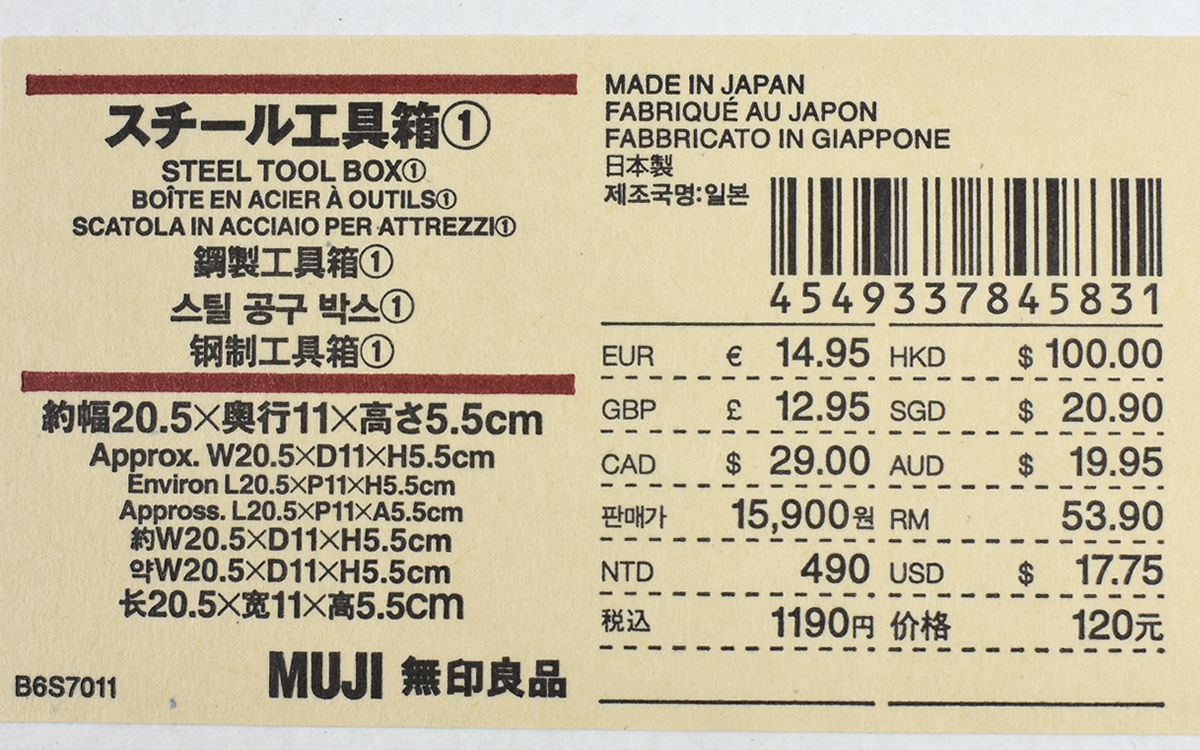 スチール工具箱①
STEEL TOOL BOX①
BOÎTE EN ACIER À OUTILS①
SCATOLA IN ACCIAIO PER ATTREZZI①
鋼製工具箱①
스틸 공구 박스①
钢制工具箱①
約幅20.5×奥行11×高さ5.5cm
Approx. W20.5×D11×H5.5cm
Environ L20.5×P11×H5.5cm
Appross. L20.5×P11×A5.5cm
約W20.5×D11×H5.5cm
약W20.5×D11×H5.5cm
长20.5×宽11×高5.5cm
B6S7011
MUJI 無印良品
MADE IN JAPAN
FABRIQUÉ AU JAPON
FABBRICATO IN GIAPPONE
日本製
제조국명:일본
4549337845831
EUR € 14.95 HKD $ 100.00
GBP £ 12.95 SGD $ 20.90
CAD $ 29.00 AUD $ 19.95
판매가 15,900원 RM 53.90
NTD 490 USD $ 17.75
税込 1190円 价格 120元